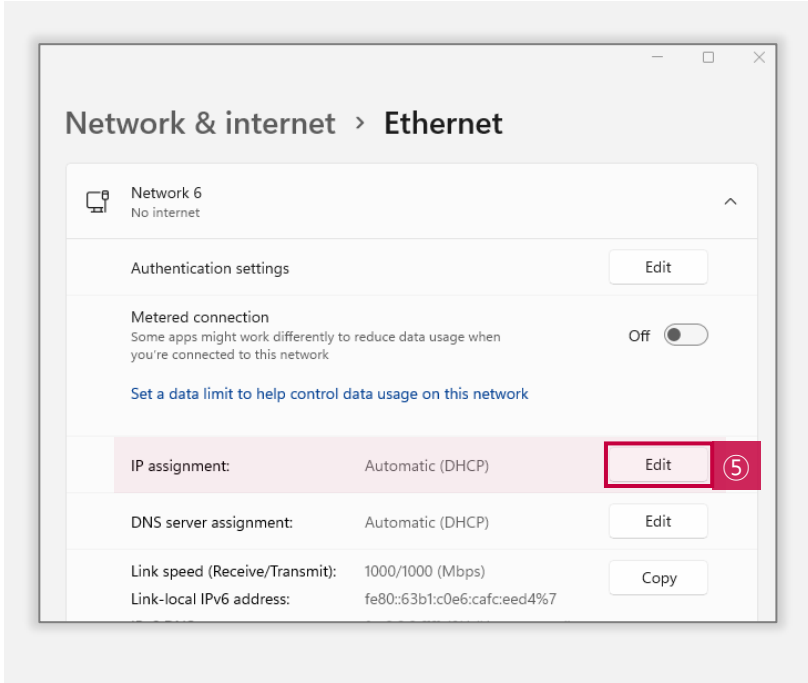 Network & internet > Ethernet
Network 6
No internet
Authentication settings Edit
Metered connection
Some apps might work differently to reduce data usage when
you're connected to this network
Off
Set a data limit to help control data usage on this network
IP assignment: Automatic (DHCP) Edit ⑤
DNS server assignment: Automatic (DHCP) Edit
Link speed (Receive/Transmit): 1000/1000 (Mbps) Copy
Link-local IPv6 address: fe80::63b1:c0e6:cafc:eed4%7